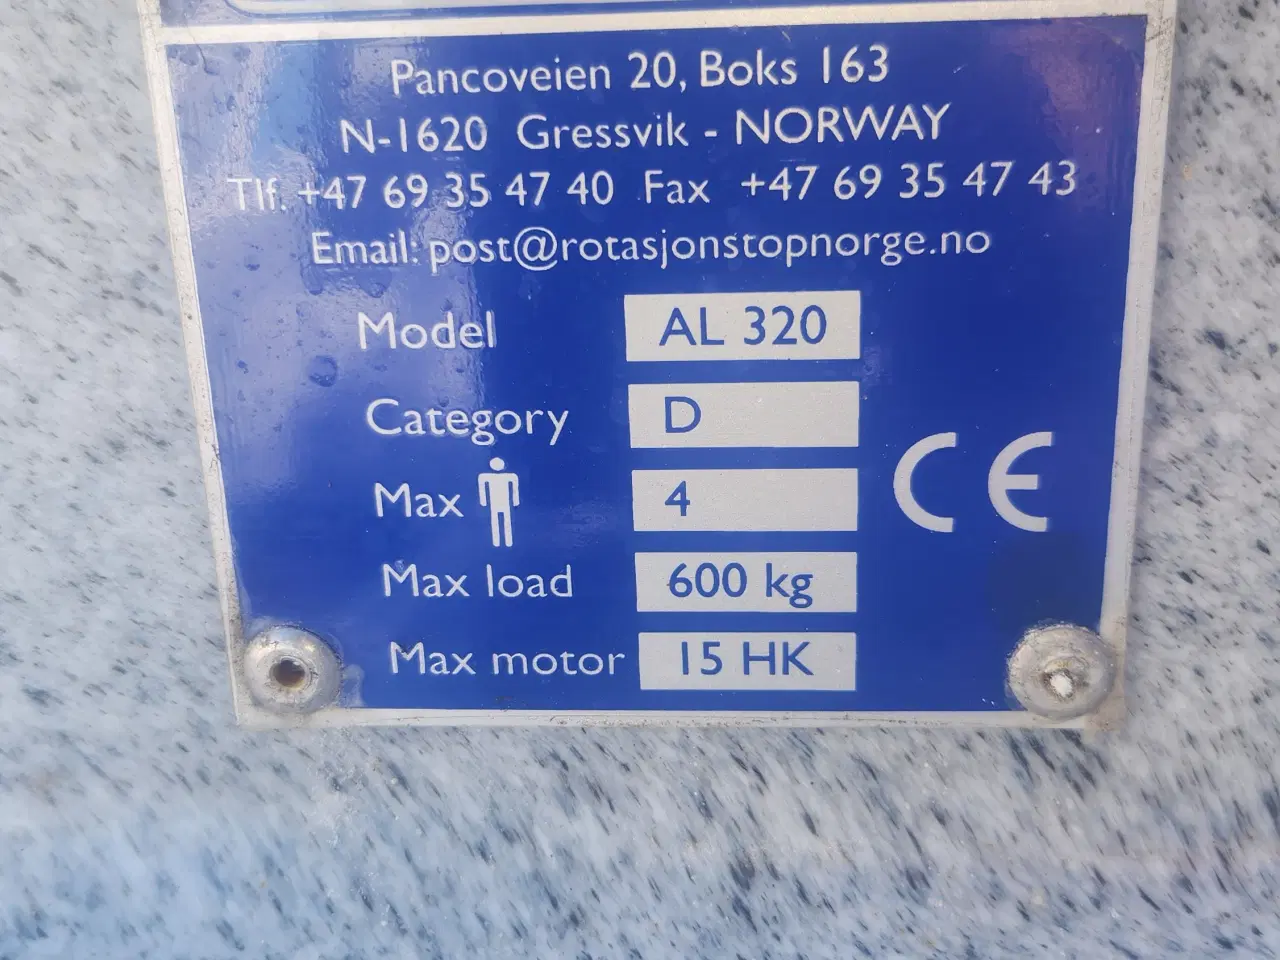 Pancoveien 20, Boks 163
N-1620 Gressvik - NORWAY
Tlf. +47 69 35 47 40 Fax +47 69 35 47 43
Email: post@rotasjonstopnorge.no
Model AL 320
Category D
Max 4
CE
Max load 600 kg
Max motor 15 HK